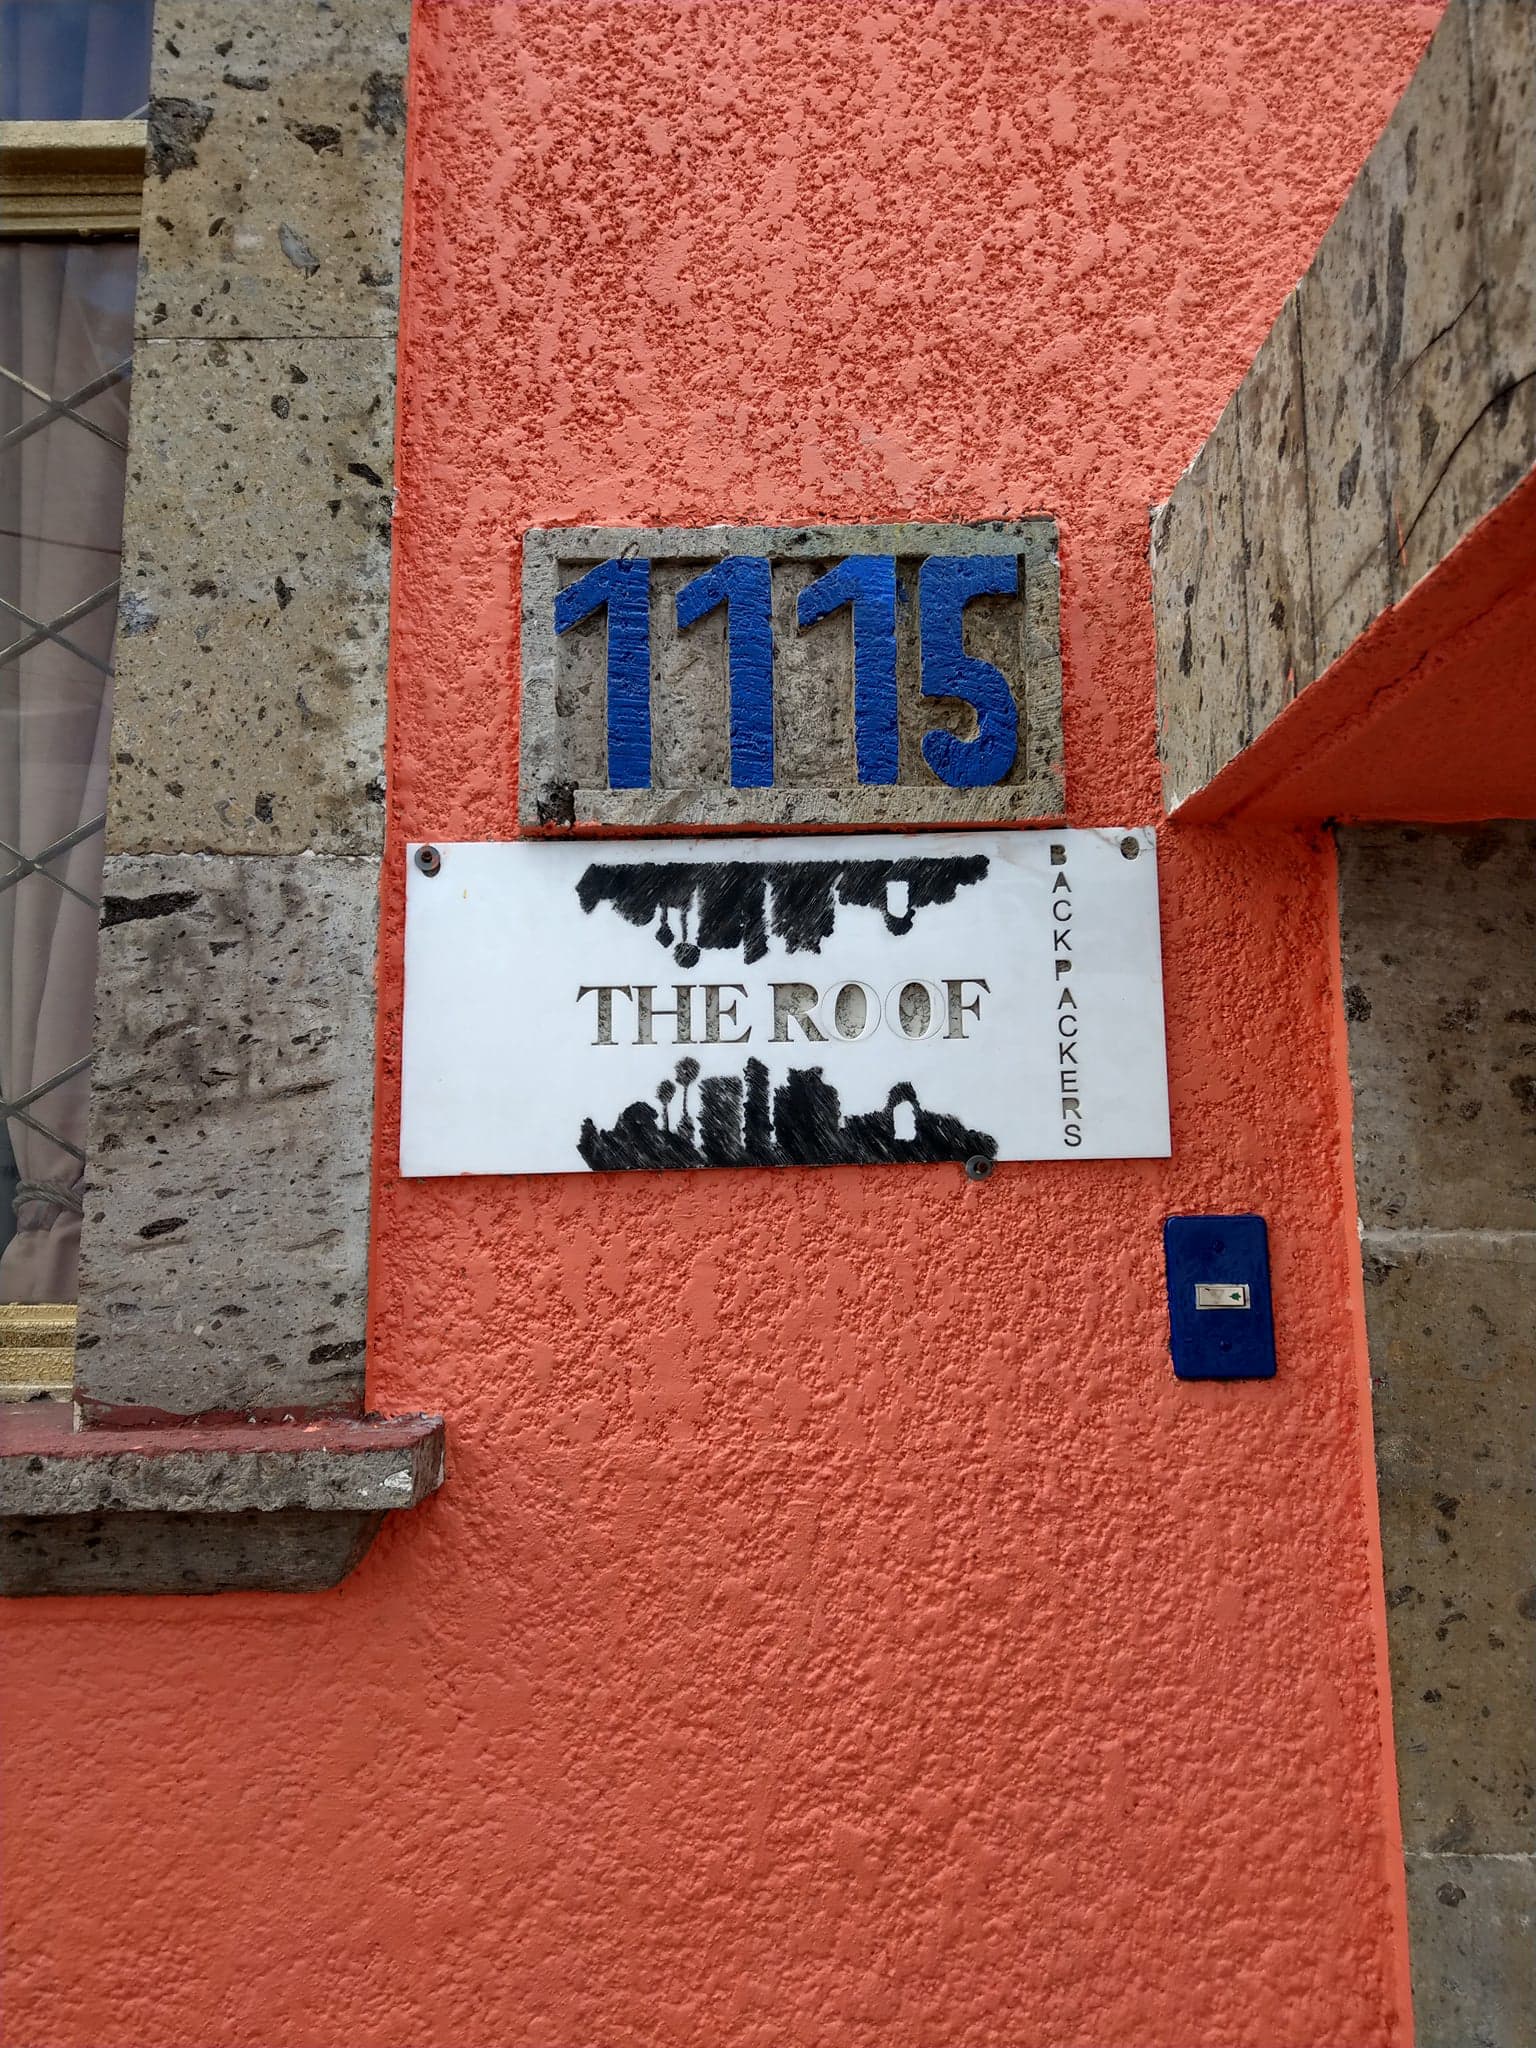 1115
THE ROOF
BACKPACKERS